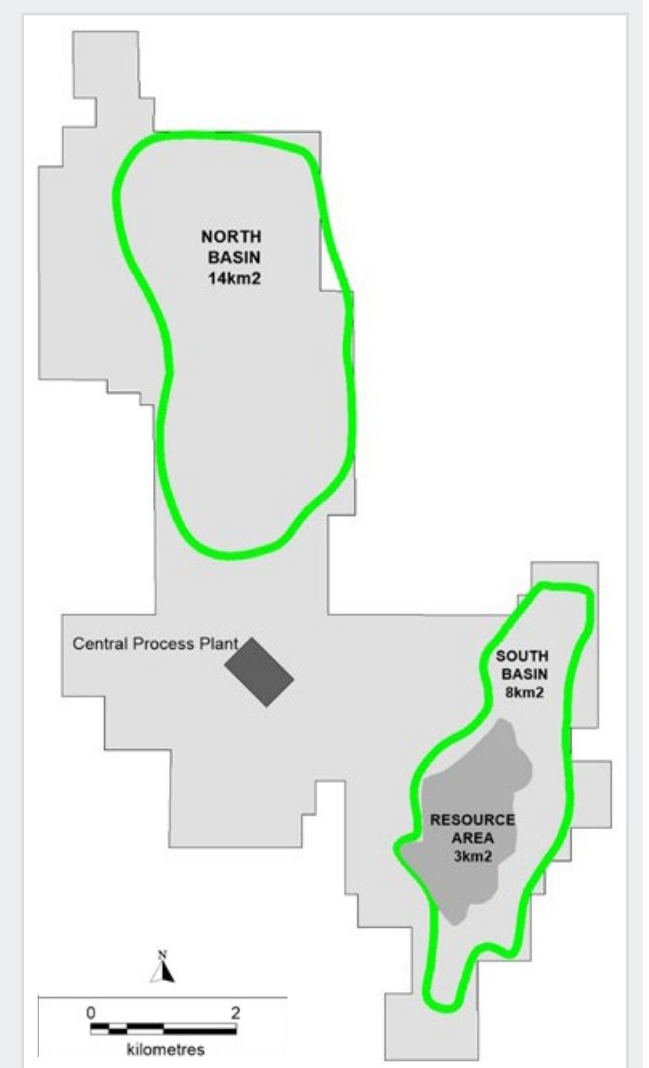 NORTH
BASIN
14km2
Central Process Plant
SOUTH
BASIN
8km2
RESOURCE
AREA
3km2
N
0 2
kilometres